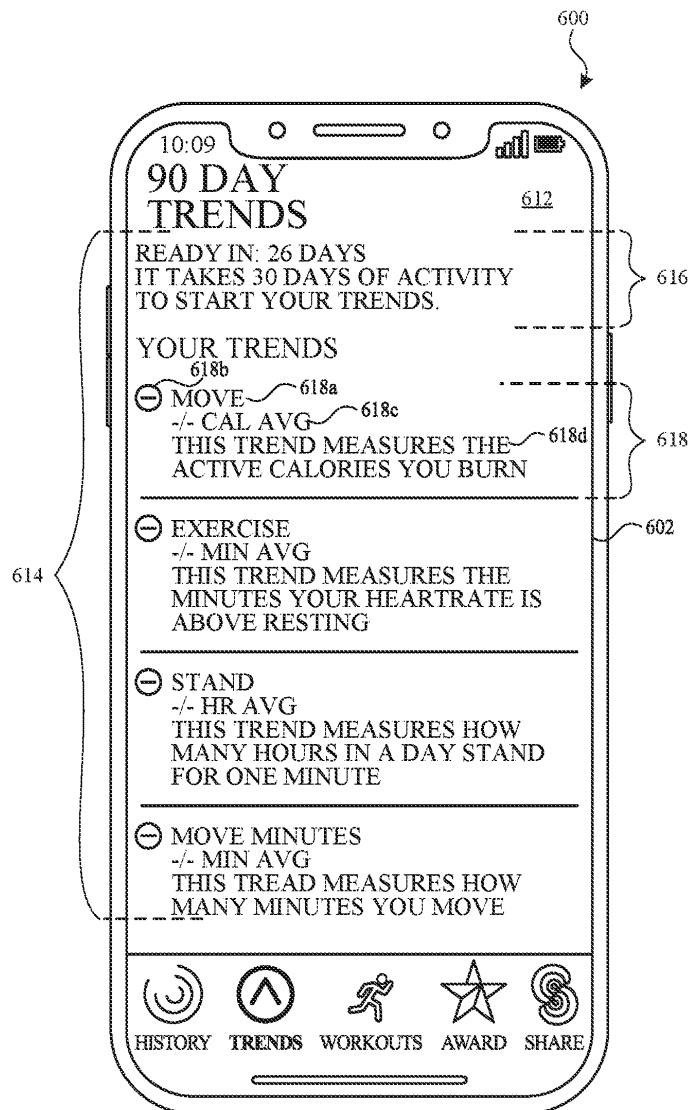 600
10:09
90 DAY
TRENDS
612
READY IN: 26 DAYS
IT TAKES 30 DAYS OF ACTIVITY
TO START YOUR TRENDS.
616
YOUR TRENDS
618b
MOVE 618a
-/- CAL AVG 618c
THIS TREND MEASURES THE 618d
ACTIVE CALORIES YOU BURN
618
EXERCISE
602
-/- MIN AVG
THIS TREND MEASURES THE
MINUTES YOUR HEARTRATE IS
ABOVE RESTING
614
STAND
-/- HR AVG
THIS TREND MEASURES HOW
MANY HOURS IN A DAY STAND
FOR ONE MINUTE
MOVE MINUTES
-/- MIN AVG
THIS TREAD MEASURES HOW
MANY MINUTES YOU MOVE
HISTORY TRENDS WORKOUTS AWARD SHARE